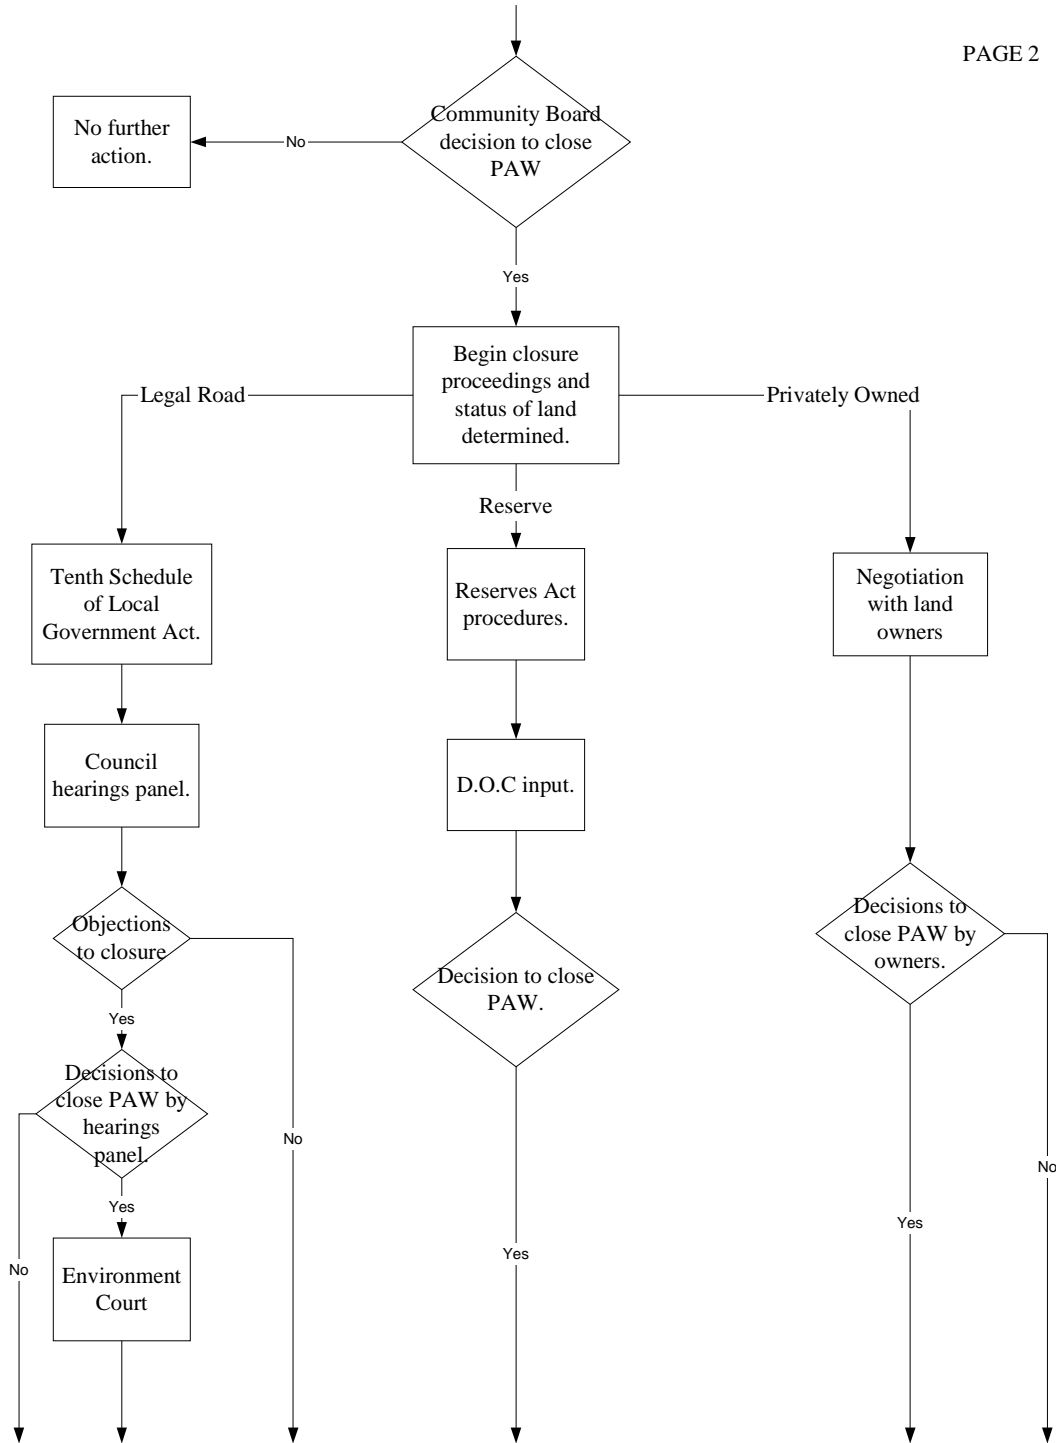 PAGE 2
Community Board
decision to close
PAW
No further
action.
No
Yes
Begin closure
proceedings and
status of land
determined.
Legal Road
Privately Owned
Reserve
Tenth Schedule
of Local
Government Act.
Reserves Act
procedures.
Negotiation
with land
owners
Council
hearings panel.
D.O.C input.
Objections
to closure
Decision to close
PAW.
Decisions to
close PAW by
owners.
Yes
Decisions to
close PAW by
hearings
panel.
No
No
Yes
Yes
Yes
No
Environment
Court